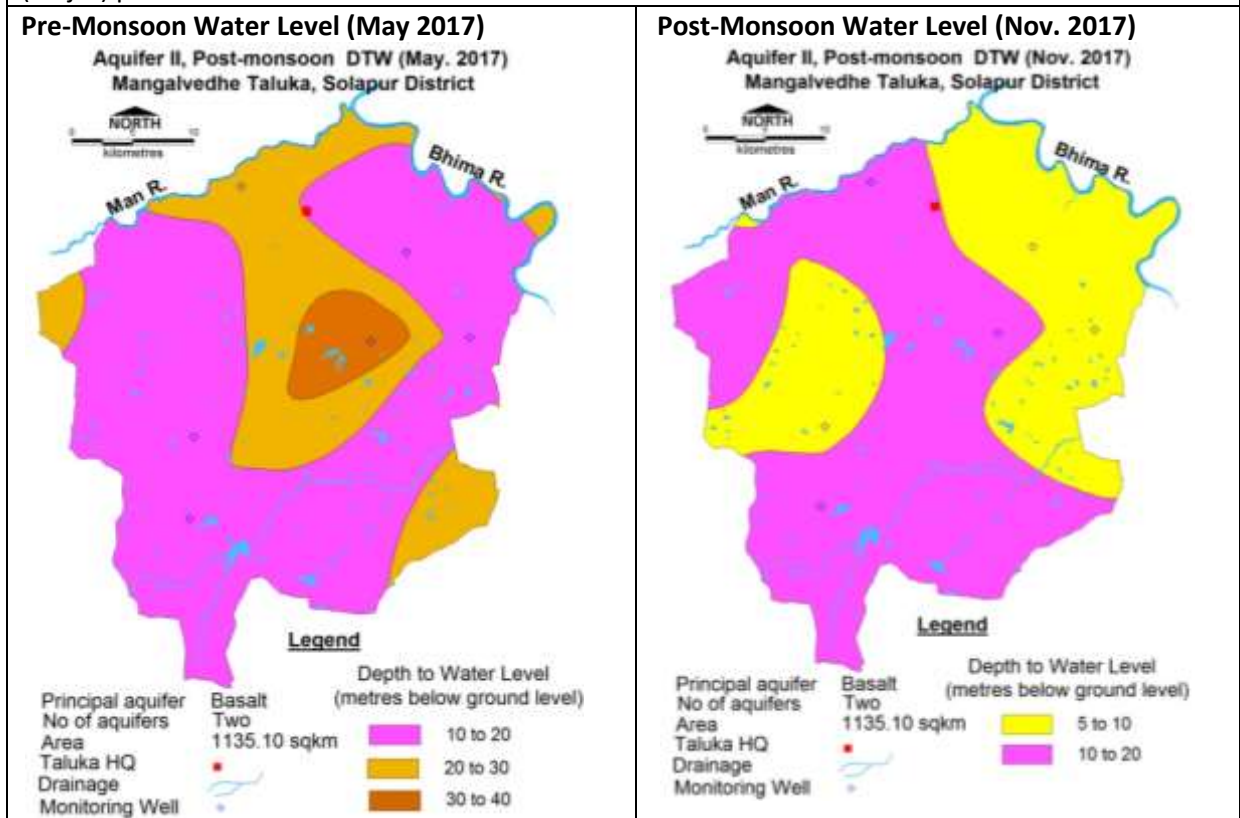 Pre-Monsoon Water Level (May 2017)
Aquifer II, Post-monsoon DTW (May. 2017)
Mangalvedhe Taluka, Solapur District
NORTH
0 10
kilometres
Man R.
Bhima R.
Legend
Principal aquifer Basalt
No of aquifers Two
Area 1135.10 sqkm
Taluka HQ
Drainage
Monitoring Well
Depth to Water Level
(metres below ground level)
10 to 20
20 to 30
30 to 40
Post-Monsoon Water Level (Nov. 2017)
Aquifer II, Post-monsoon DTW (Nov. 2017)
Mangalvedhe Taluka, Solapur District
NORTH
0 10
kilometres
Man R.
Bhima R.
Legend
Principal aquifer Basalt
No of aquifers Two
Area 1135.10 sqkm
Taluka HQ
Drainage
Monitoring Well
Depth to Water Level
(metres below ground level)
5 to 10
10 to 20